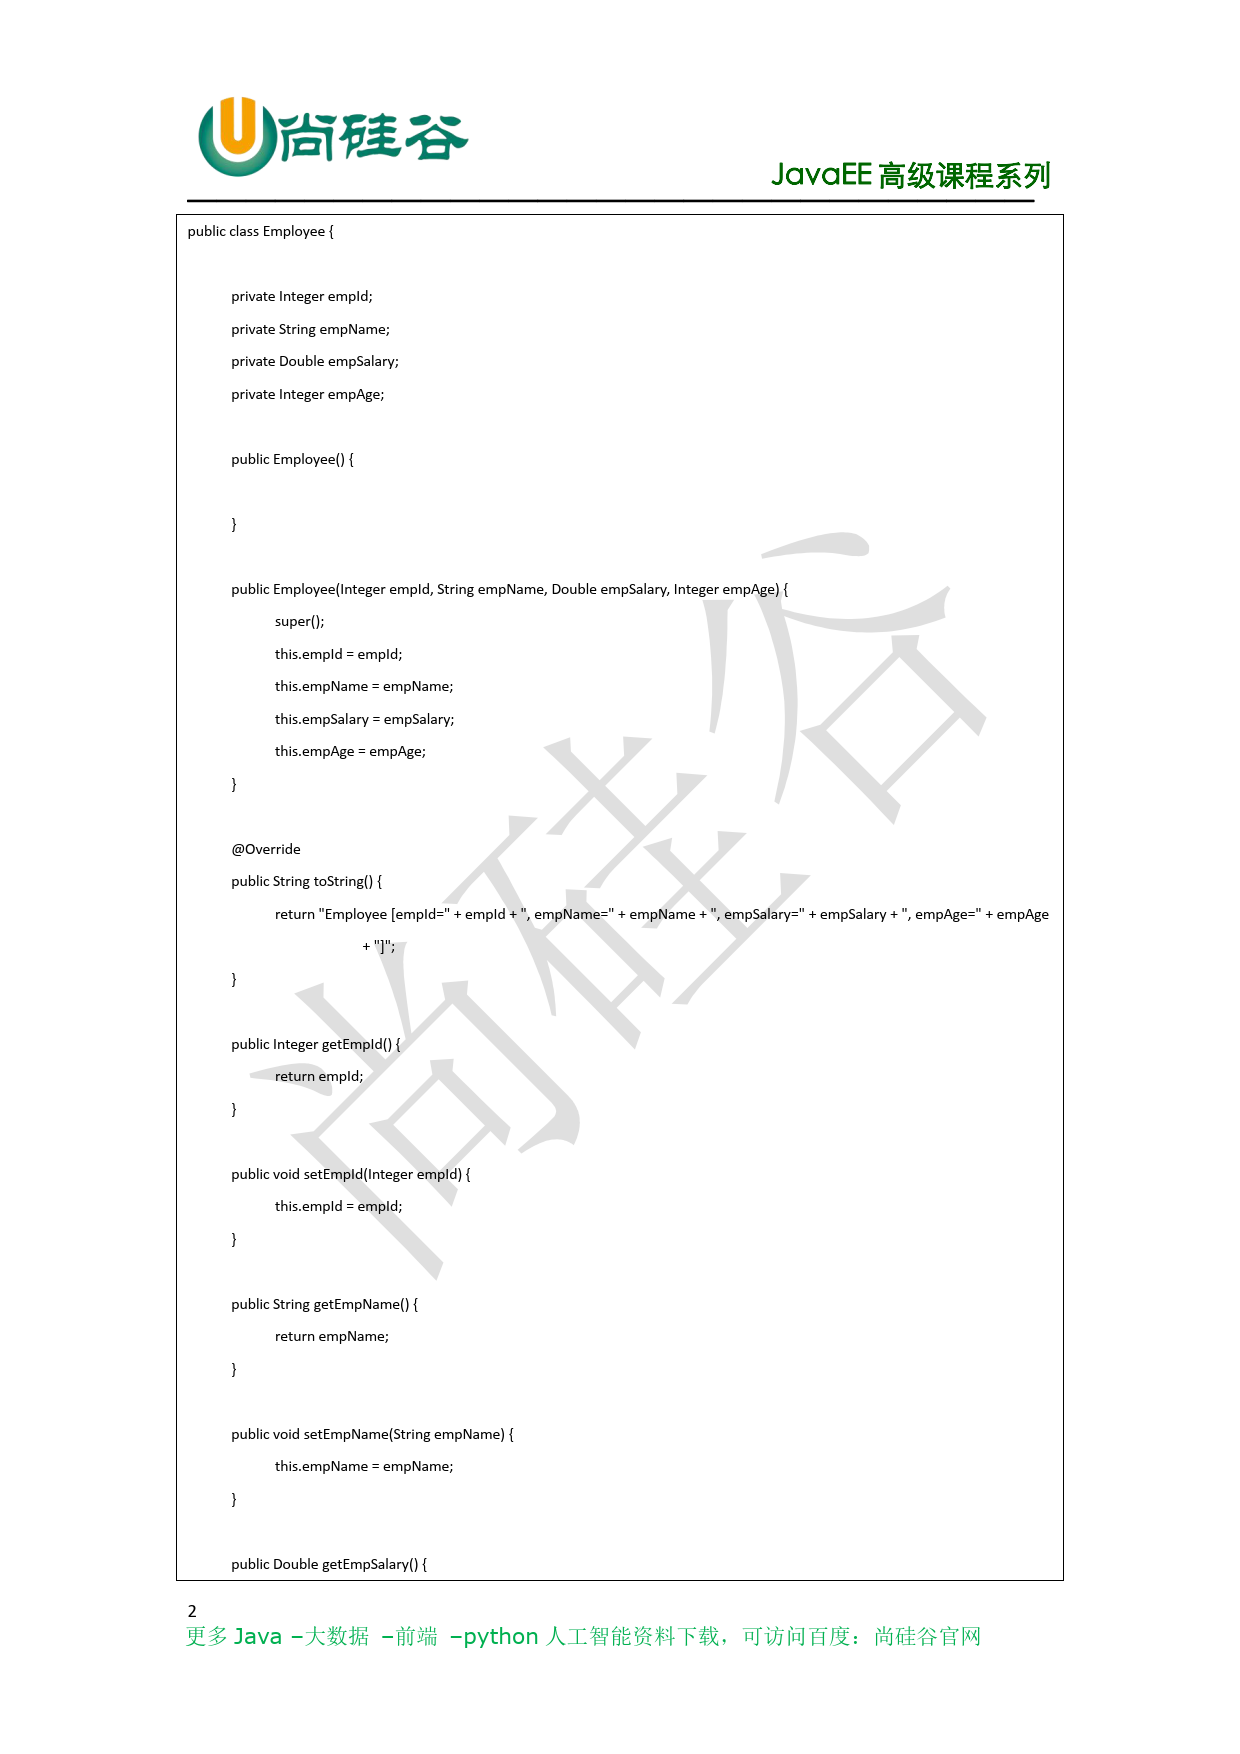 尚硅谷
JavaEE 高级课程系列
public class Employee {
private Integer empId;
private String empName;
private Double empSalary;
private Integer empAge;
public Employee() {
}
public Employee(Integer empId, String empName, Double empSalary, Integer empAge) {
super();
this.empId = empId;
this.empName = empName;
this.empSalary = empSalary;
this.empAge = empAge;
}
@Override
public String toString() {
return "Employee [empId=" + empId + ", empName=" + empName + ", empSalary=" + empSalary + ", empAge=" + empAge
+ "]";
}
public Integer getEmpId() {
return empId;
}
public void setEmpId(Integer empId) {
this.empId = empId;
}
public String getEmpName() {
return empName;
}
public void setEmpName(String empName) {
this.empName = empName;
}
public Double getEmpSalary() {
尚硅谷
2
更多 Java –大数据 –前端 –python 人工智能资料下载，可访问百度：尚硅谷官网